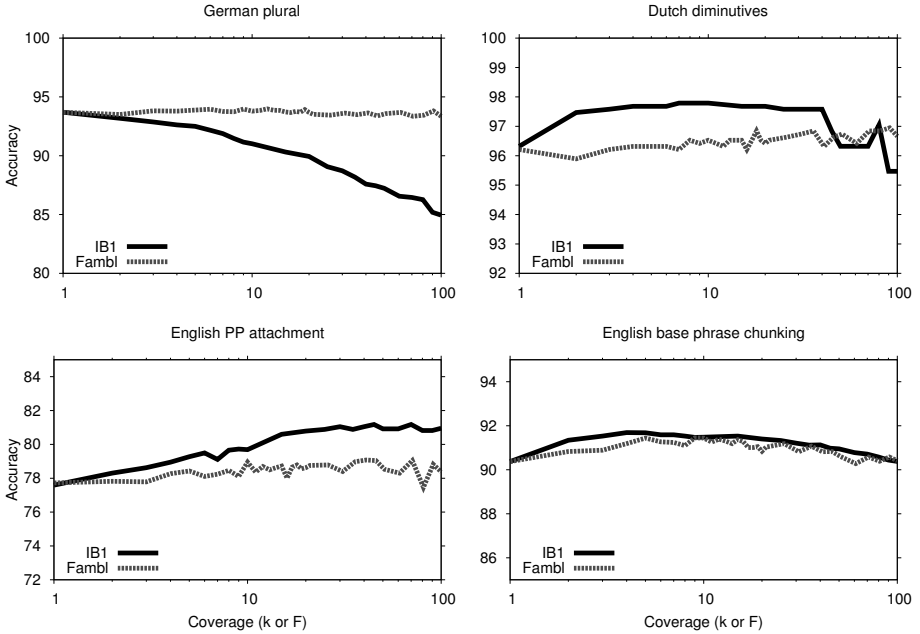 German plural
100
95
90
85
80
Accuracy
IB1
Fambl
1
10
100
Dutch diminutives
100
99
98
97
96
95
94
93
92
IB1
Fambl
1
10
100
English PP attachment
84
82
80
78
76
74
72
Accuracy
IB1
Fambl
1
10
100
Coverage (k or F)
English base phrase chunking
94
92
90
88
86
IB1
Fambl
1
10
100
Coverage (k or F)